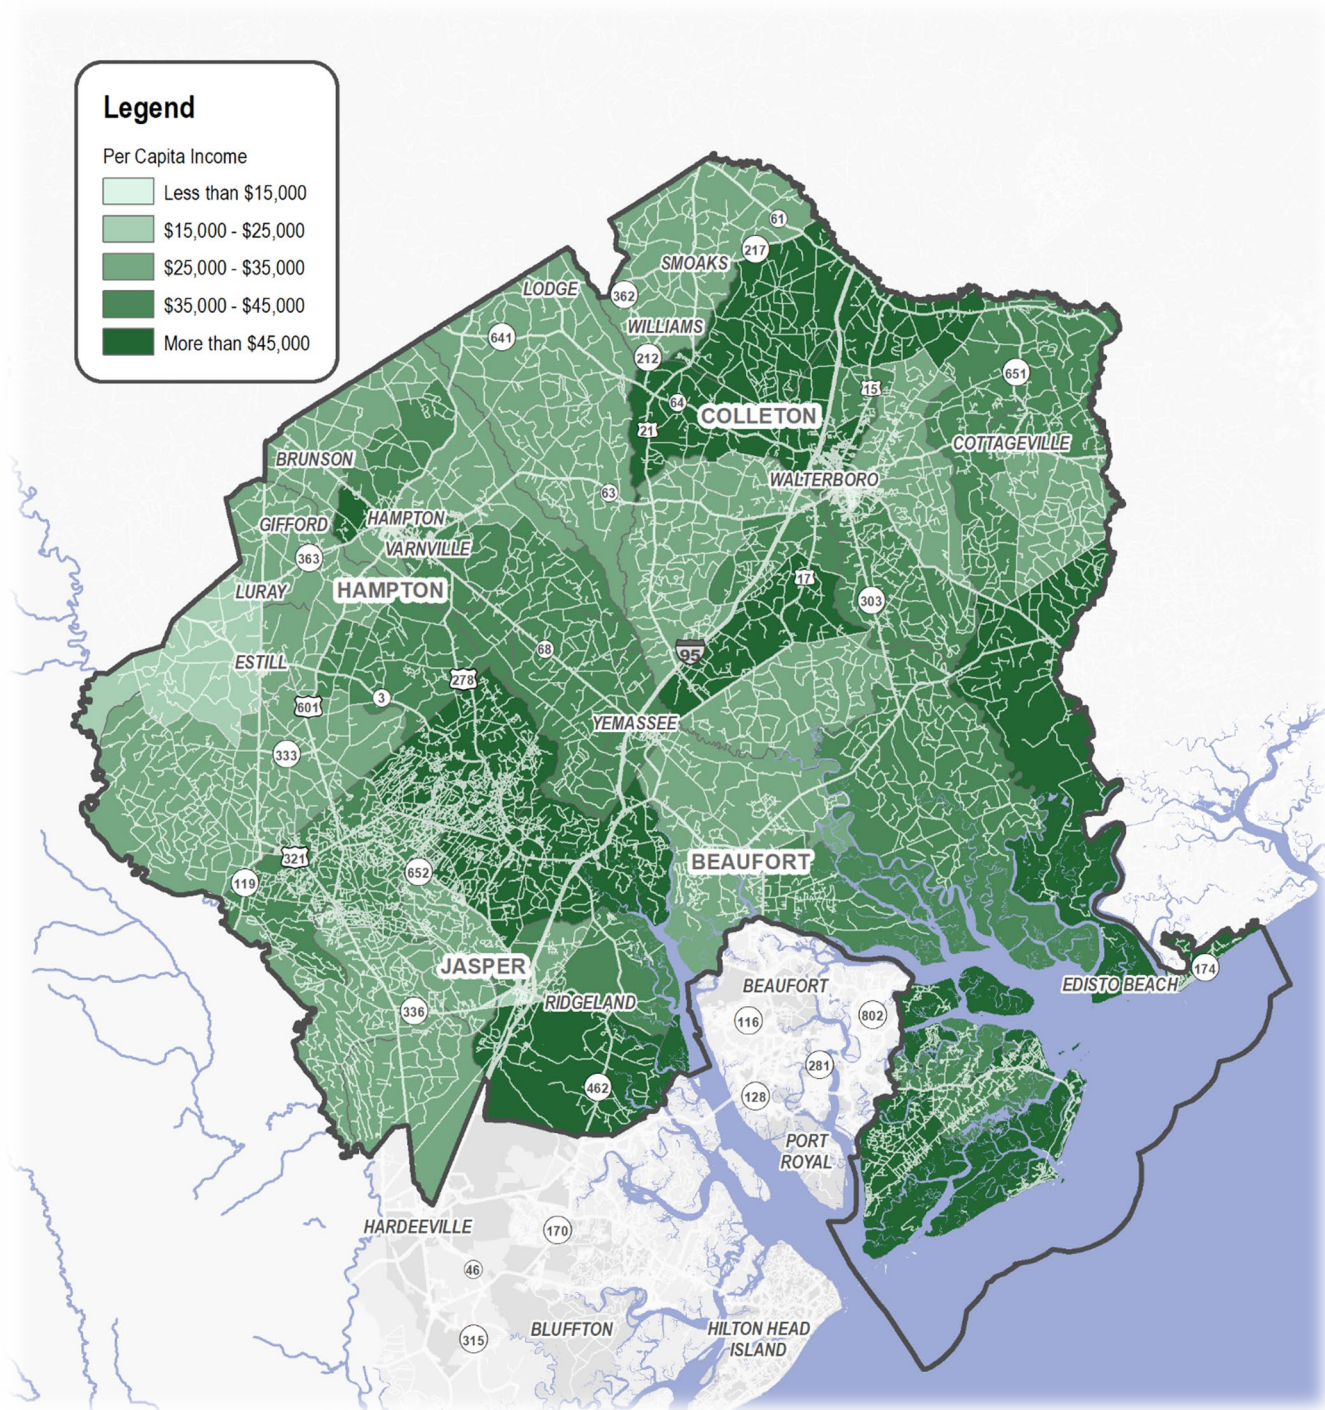 Legend
Per Capita Income
Less than $15,000
$15,000 - $25,000
$25,000 - $35,000
$35,000 - $45,000
More than $45,000
61
217
SMOAKS
LODGE
362
WILLIAMS
641
212
651
15
64
COLLETON
21
COTTAGEVILLE
BRUNSON
WALTERBORO
63
HAMPTON
GIFFORD
VARNVILLE
363
17
HAMPTON
LURAY
303
68
95
ESTILL
278
3
601
YEMASSEE
333
321
BEAUFORT
652
119
JASPER
174
EDISTO BEACH
BEAUFORT
RIDGELAND
336
116
802
281
462
128
PORT
ROYAL
HARDEEVILLE
170
46
BLUFFTON
HILTON HEAD
ISLAND
315